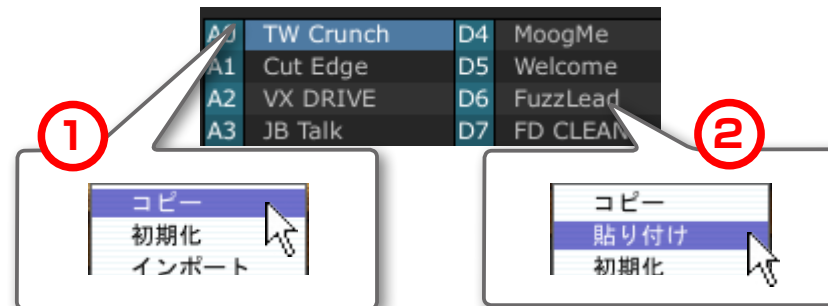 A0 TW Crunch D4 MoogMe
A1 Cut Edge D5 Welcome
A2 VX DRIVE D6 FuzzLead
A3 JB Talk D7 FD CLEAN
1
2
コピー
初期化
インポート
コピー
貼り付け
初期化